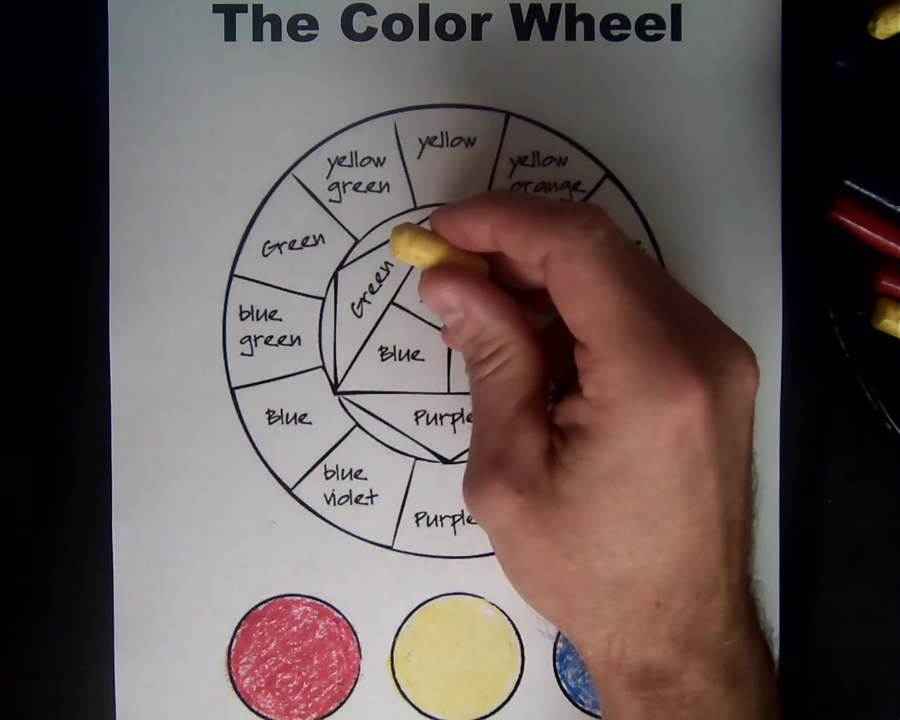 The Color Wheel
yellow
yellow
green
yellow
orange
Green
Green
blue
green
Blue
Blue
Purple
blue
violet
Purple